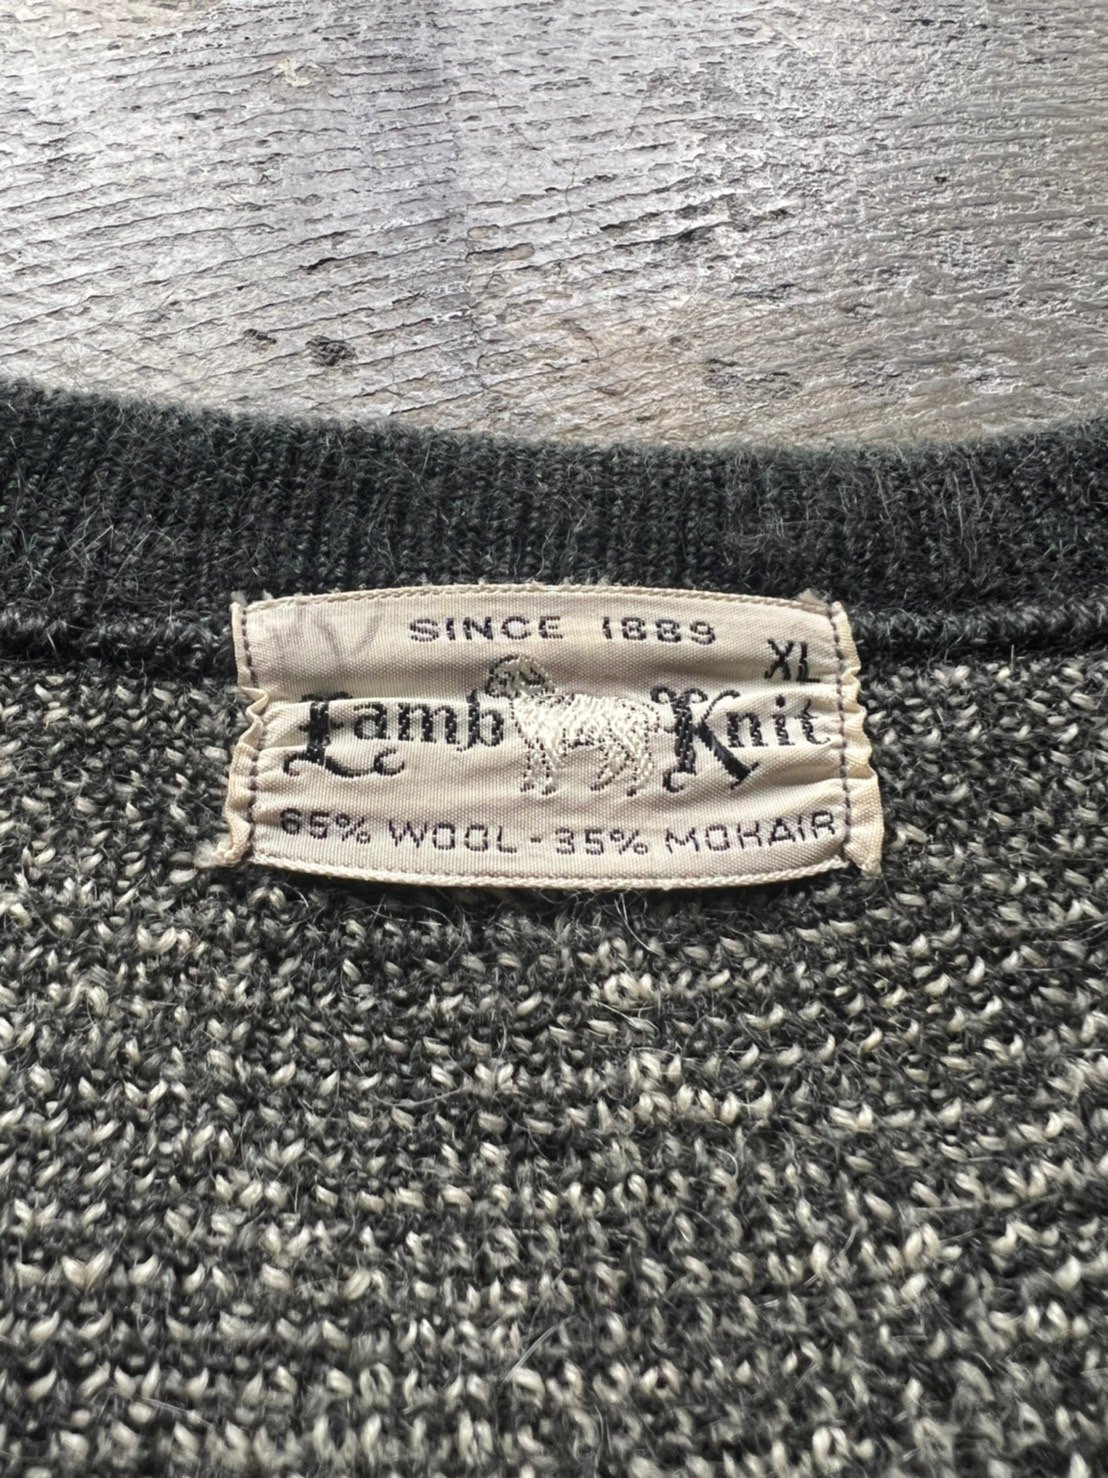 SINCE 1889
XL
Lamb Knit
65% WOOL - 35% MOHAIR